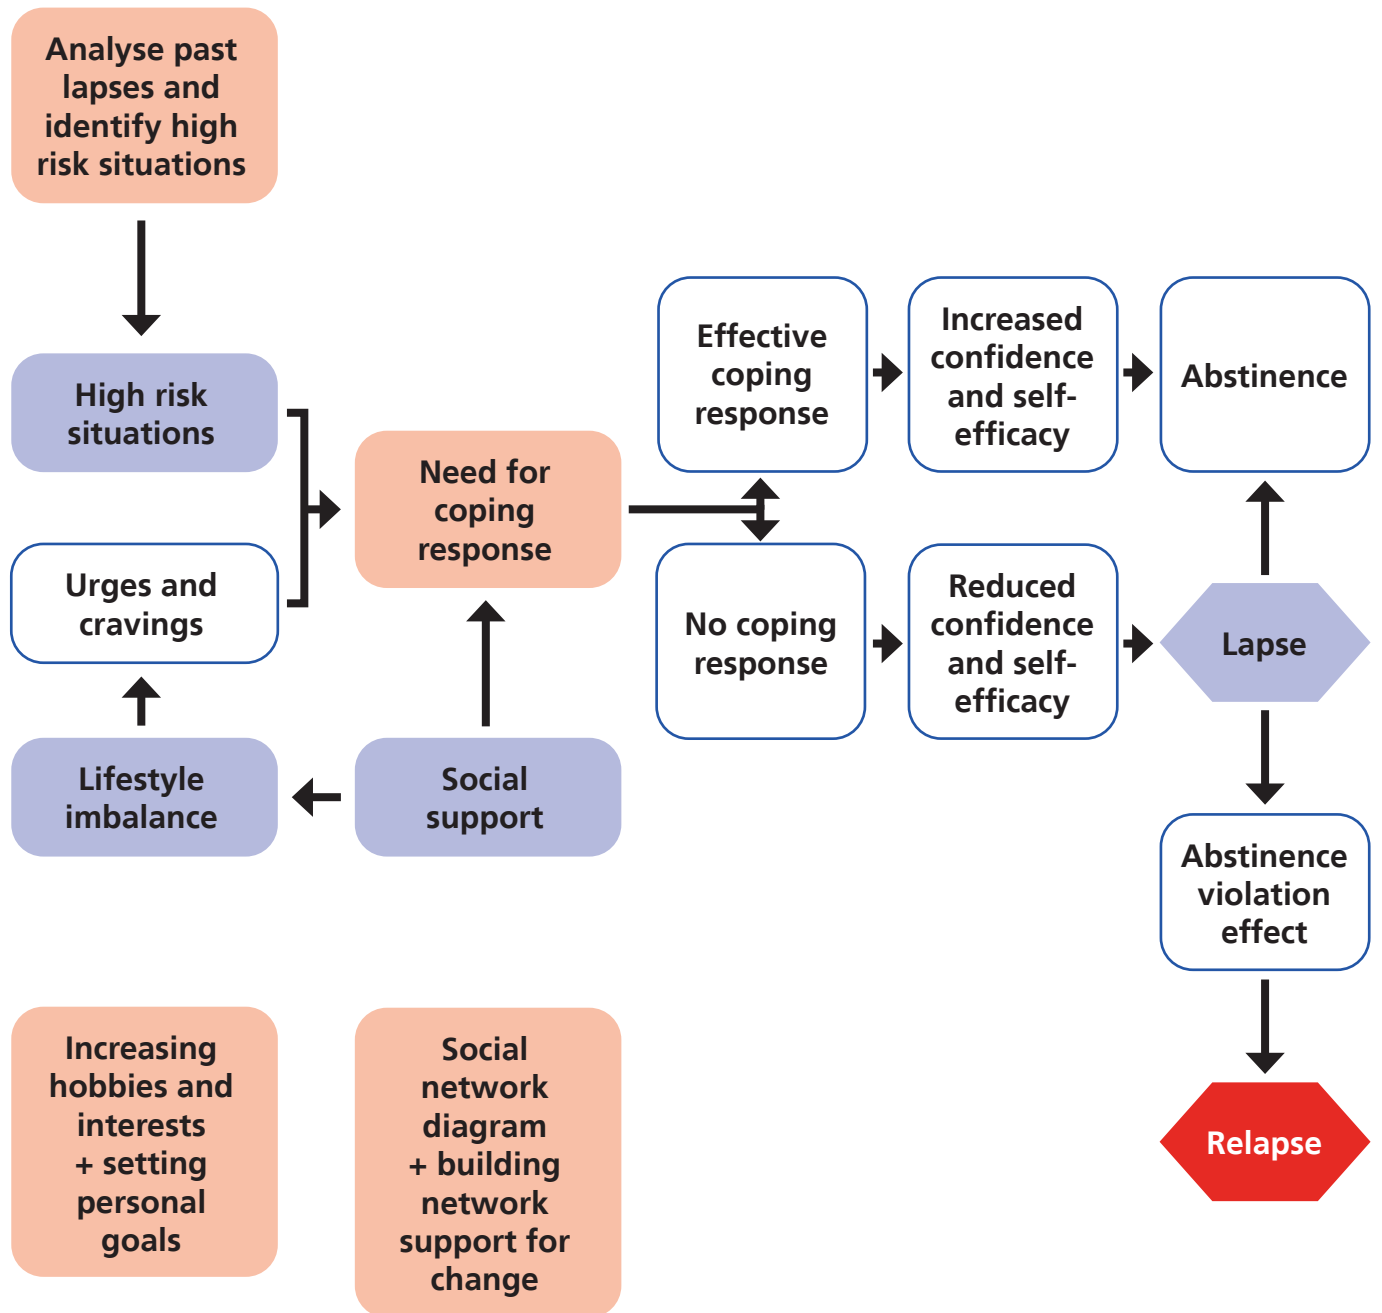 Analyse past
lapses and
identify high
risk situations
High risk
situations
Urges and
cravings
Lifestyle
imbalance
Need for
coping
response
Social
support
Effective
coping
response
Increased
confidence
and self-
efficacy
Abstinence
No coping
response
Reduced
confidence
and self-
efficacy
Lapse
Abstinence
violation
effect
Relapse
Increasing
hobbies and
interests
+ setting
personal
goals
Social
network
diagram
+ building
network
support for
change